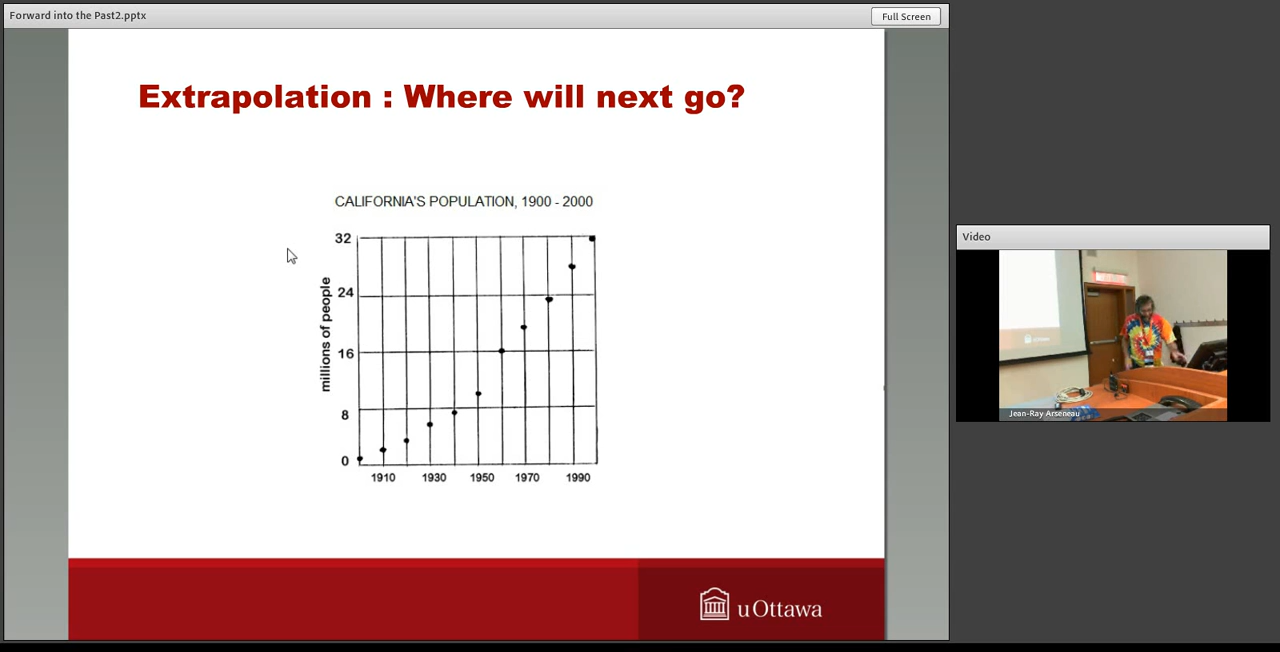 Forward into the Past2.pptx
Full Screen
Extrapolation : Where will next go?
CALIFORNIA'S POPULATION, 1900 - 2000
millions of people
32
24
16
8
0
1910 1930 1950 1970 1990
uOttawa
Video
uOttawa
Jean-Ray Arseneau